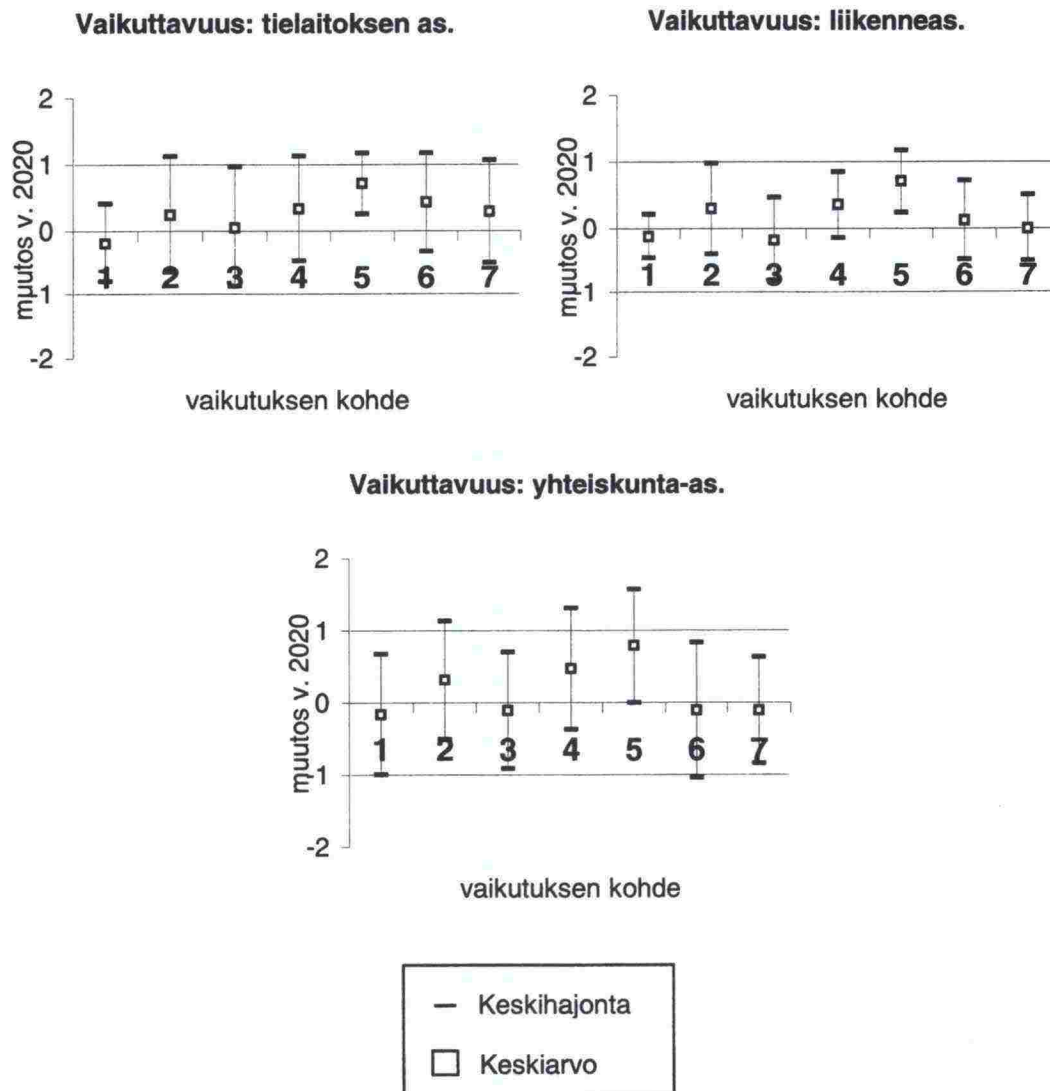 Vaikuttavuus: tielaitoksen as.
2
1
0
-1
-2
muutos v. 2020
1 2 3 4 5 6 7
vaikutuksen kohde
Vaikuttavuus: liikenneas.
2
1
0
-1
-2
muutos v. 2020
1 2 3 4 5 6 7
vaikutuksen kohde
Vaikuttavuus: yhteiskunta-as.
2
1
0
-1
-2
muutos v. 2020
1 2 3 4 5 6 7
vaikutuksen kohde
Keskihajonta
Keskiarvo